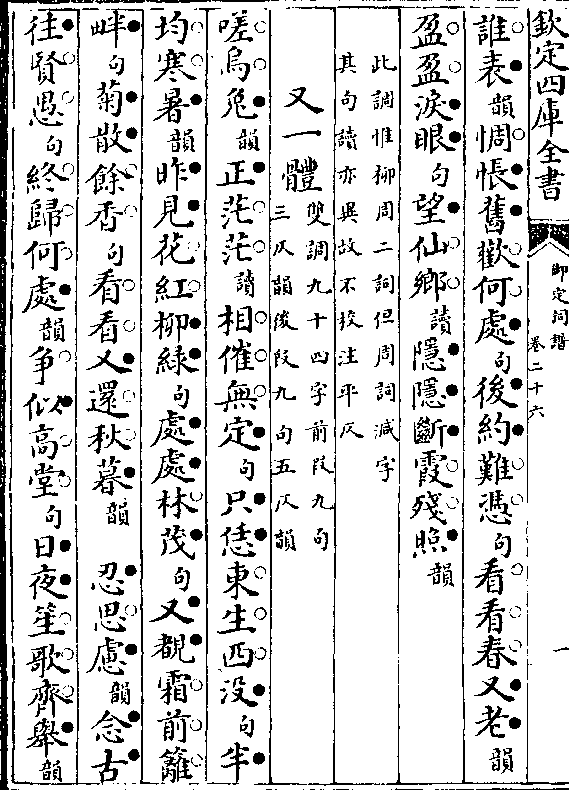 欽定四庫全書
御定詞譜
卷二十六
一
誰表韻惆悵舊歡何處句後約難憑句看看春又老韻
盈盈淚眼句望仙鄉讀隱隱斷霞殘照韻
此調惟柳周二詞但周詞減字
其句讀亦異故不挍注平仄
又一體雙調九十四字前段九句
三仄韻後段九句五仄韻
嗟烏兔韻正茫茫讀相催無定句只恁東生西没句半
均寒暑韻昨見花紅柳緑句處處林茂句又覩霜前籬
畔句菊散餘香句看看又還秋暮韻 忍思慮韻念古
往賢愚句終歸何處韻争似高堂句日夜笙歌齊舉韻